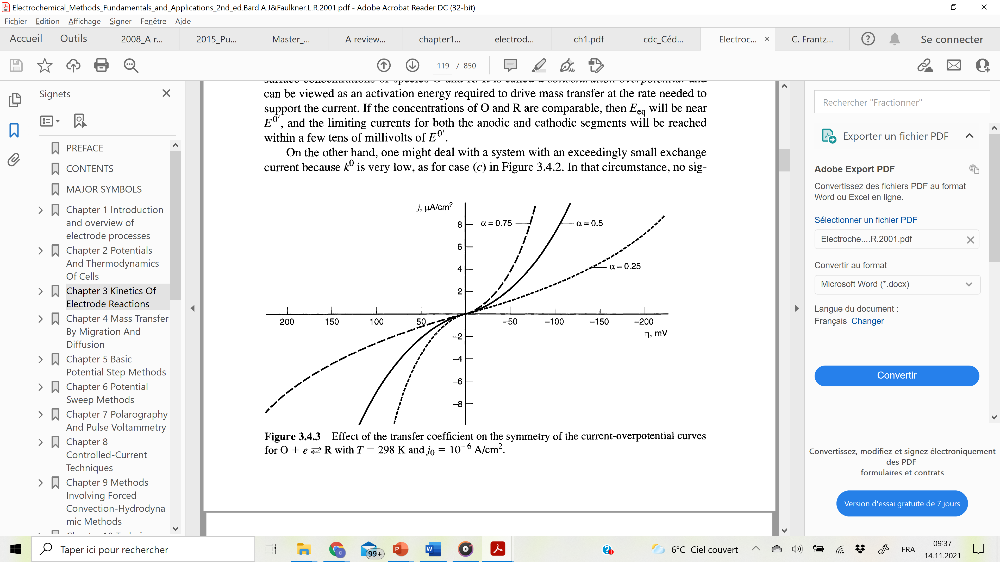 Electrochemical_Methods_Fundamentals_and_Applications_2nd_ed.Bard.A.J&Faulkner.L.R.2001.pdf - Adobe Acrobat Reader DC (32-bit)
Fichier Edition Affichage Signer Fenêtre Aide
Accueil Outils 2008_A r... 2015_Pu... Master_... A review... chapter1... electrod... ch1.pdf cdc_Céd... Electroc... C. Frantz... Se connecter
119 / 850
Signets
PREFACE
CONTENTS
MAJOR SYMBOLS
Chapter 1 Introduction
and overview of
electrode processes
Chapter 2 Potentials
And Thermodynamics
Of Cells
Chapter 3 Kinetics Of
Electrode Reactions
Chapter 4 Mass Transfer
By Migration And
Diffusion
Chapter 5 Basic
Potential Step Methods
Chapter 6 Potential
Sweep Methods
Chapter 7 Polarography
And Pulse Voltammetry
Chapter 8
Controlled-Current
Techniques
Chapter 9 Methods
Involving Forced
Convection-Hydrodyna
mic Methods
surface concentrations of species O and R. It is called a concentration overpotential and
can be viewed as an activation energy required to drive mass transfer at the rate needed to
support the current. If the concentrations of O and R are comparable, then E_eq will be near
E^0′, and the limiting currents for both the anodic and cathodic segments will be reached
within a few tens of millivolts of E^0′.
On the other hand, one might deal with a system with an exceedingly small exchange
current because k^0 is very low, as for case (c) in Figure 3.4.2. In that circumstance, no sig-
j, μA/cm²
8
α = 0.75
α = 0.5
6
4
α = 0.25
2
200 150 100 50 −50 −100 −150 −200
η, mV
−2
−4
−6
−8
Figure 3.4.3 Effect of the transfer coefficient on the symmetry of the current-overpotential curves
for O + e ⇄ R with T = 298 K and j₀ = 10⁻⁶ A/cm².
Rechercher "Fractionner"
Exporter un fichier PDF
Adobe Export PDF
Convertissez des fichiers PDF au format
Word ou Excel en ligne.
Sélectionner un fichier PDF
Electroche....R.2001.pdf
Convertir au format
Microsoft Word (*.docx)
Langue du document :
Français Changer
Convertir
Convertissez, modifiez et signez électroniquement
des PDF
formulaires et contrats
Version d'essai gratuite de 7 jours
Taper ici pour rechercher
99+
6°C Ciel couvert
FRA
09:37
14.11.2021